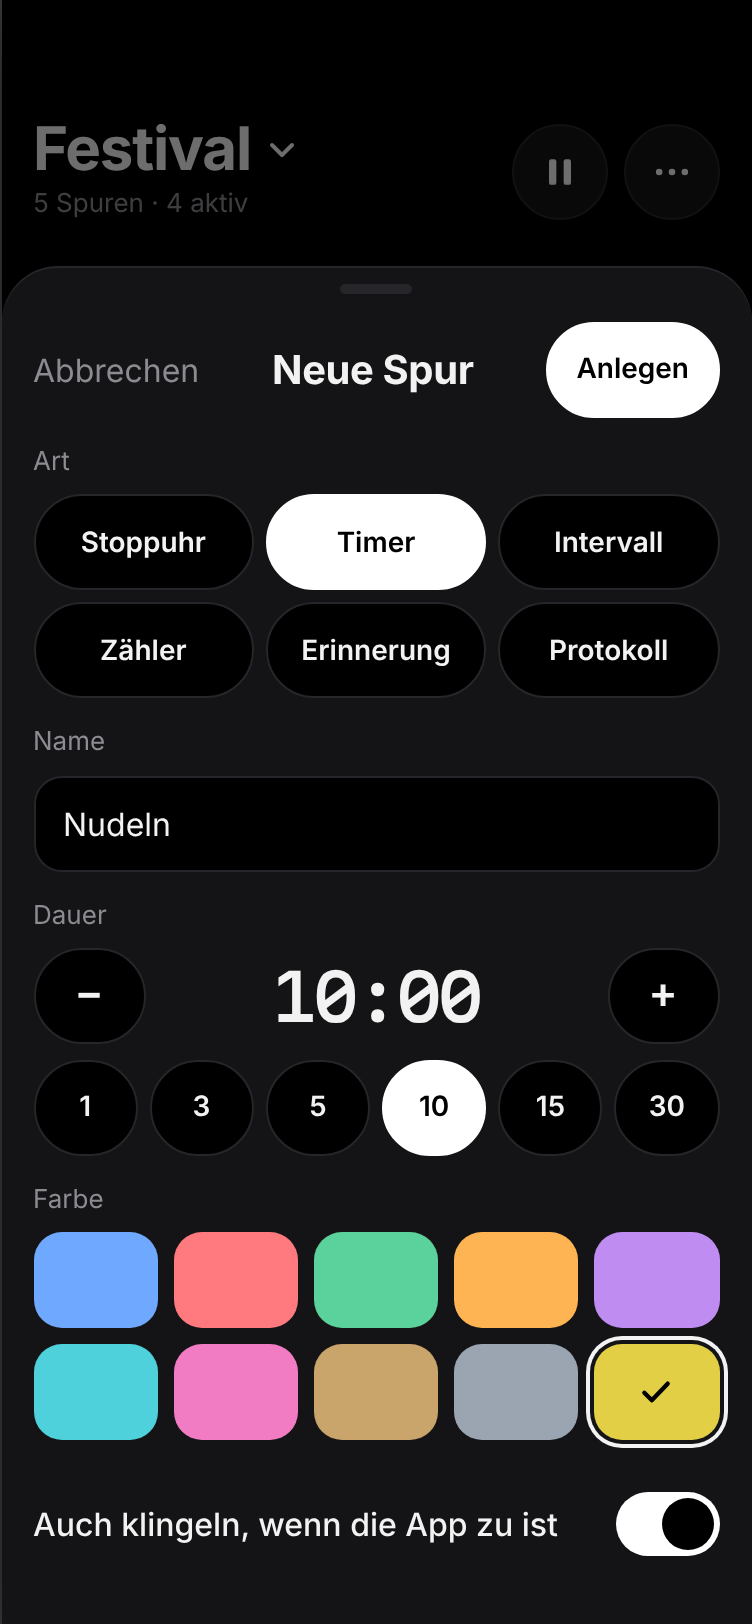 Festival
5 Spuren · 4 aktiv
Abbrechen Neue Spur Anlegen
Art
Stoppuhr Timer Intervall
Zähler Erinnerung Protokoll
Name
Nudeln
Dauer
− 10:00 +
1 3 5 10 15 30
Farbe
Auch klingeln, wenn die App zu ist